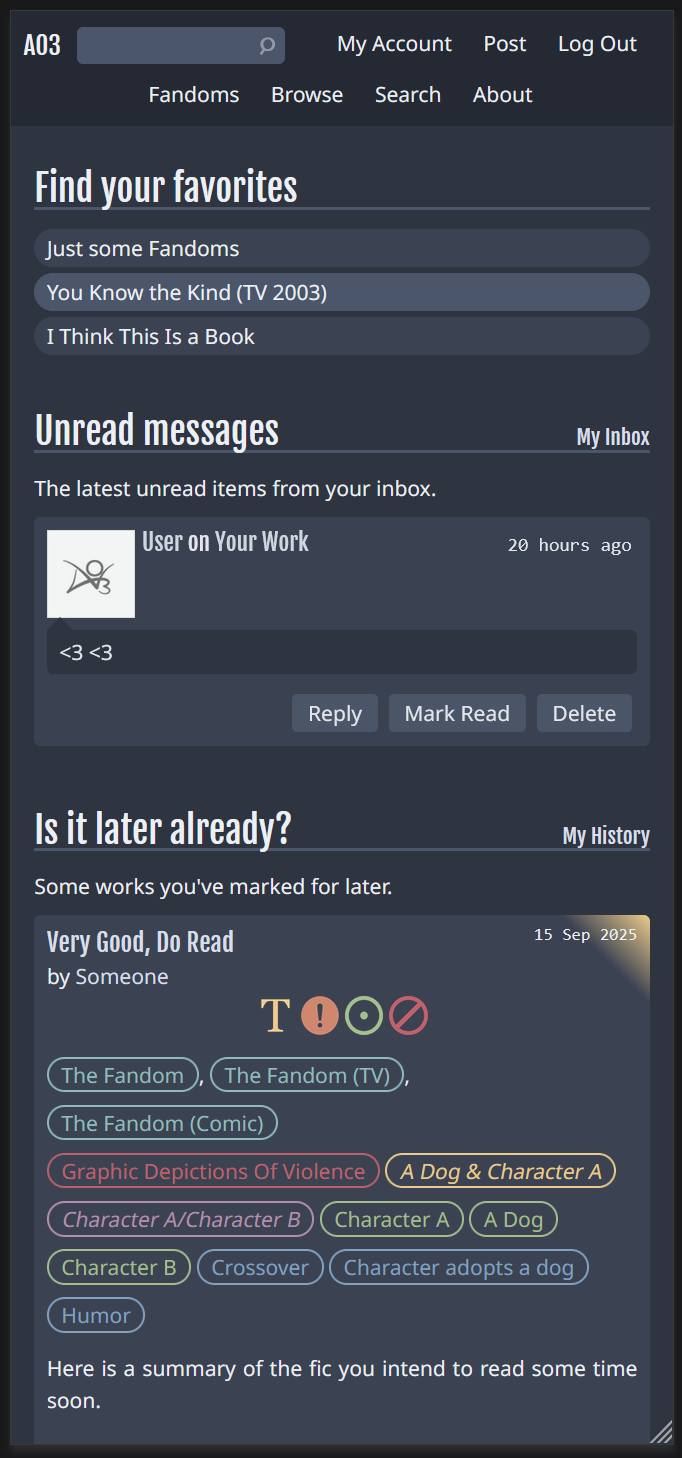 AO3 My Account Post Log Out
Fandoms Browse Search About
Find your favorites
Just some Fandoms
You Know the Kind (TV 2003)
I Think This Is a Book
Unread messages My Inbox
The latest unread items from your inbox.
User on Your Work 20 hours ago
<3 <3
Reply Mark Read Delete
Is it later already? My History
Some works you've marked for later.
Very Good, Do Read 15 Sep 2025
by Someone
T
The Fandom, The Fandom (TV),
The Fandom (Comic)
Graphic Depictions Of Violence A Dog & Character A
Character A/Character B Character A A Dog
Character B Crossover Character adopts a dog
Humor
Here is a summary of the fic you intend to read some time
soon.